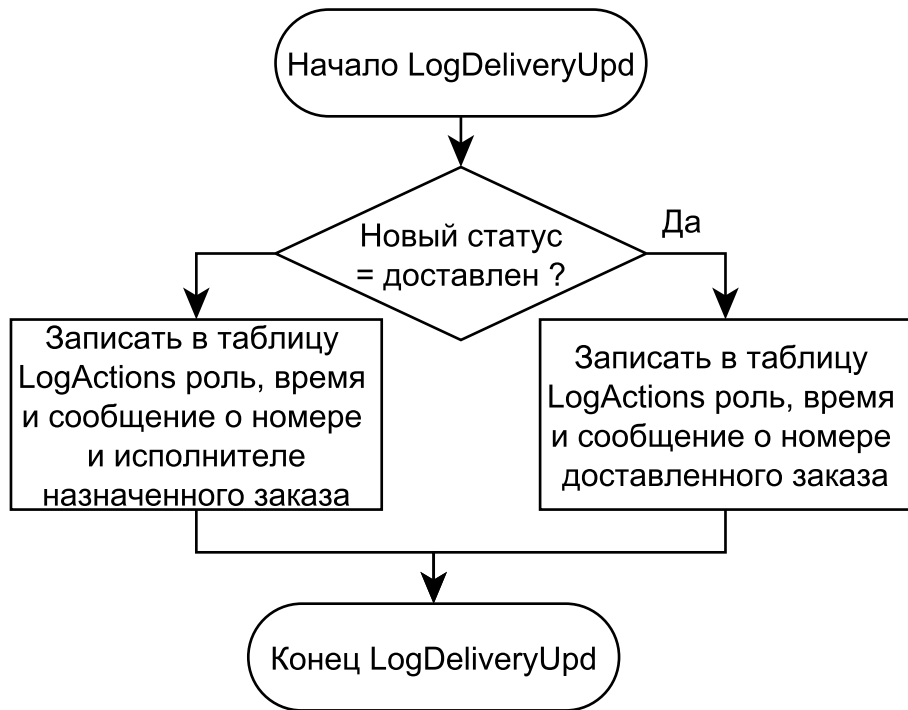 Начало LogDeliveryUpd
Новый статус
= доставлен ?
Да
Записать в таблицу
LogActions роль, время
и сообщение о номере
и исполнителе
назначенного заказа
Записать в таблицу
LogActions роль, время
и сообщение о номере
доставленного заказа
Конец LogDeliveryUpd